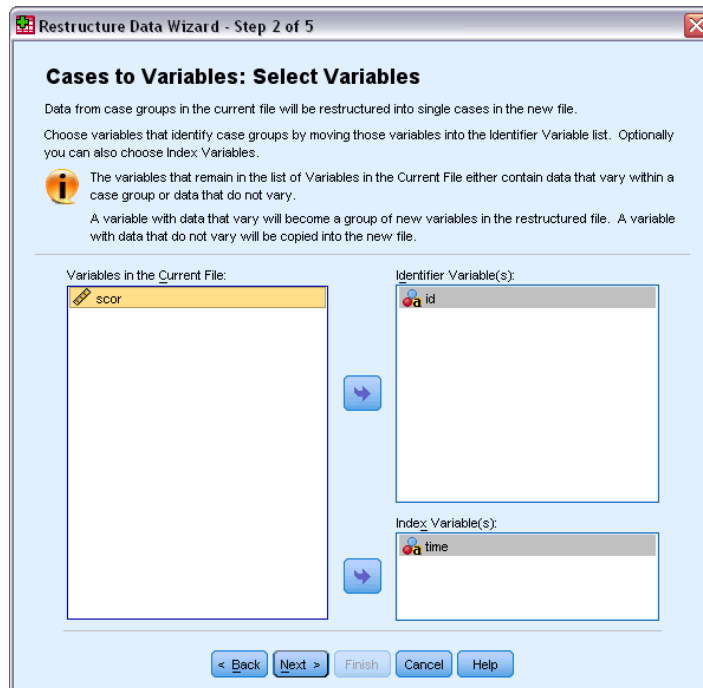 Restructure Data Wizard - Step 2 of 5
Cases to Variables: Select Variables
Data from case groups in the current file will be restructured into single cases in the new file.
Choose variables that identify case groups by moving those variables into the Identifier Variable list. Optionally
you can also choose Index Variables.
The variables that remain in the list of Variables in the Current File either contain data that vary within a
case group or data that do not vary.
A variable with data that vary will become a group of new variables in the restructured file. A variable
with data that do not vary will be copied into the new file.
Variables in the Current File:
scor
Identifier Variable(s):
id
Index Variable(s):
time
< Back Next > Finish Cancel Help